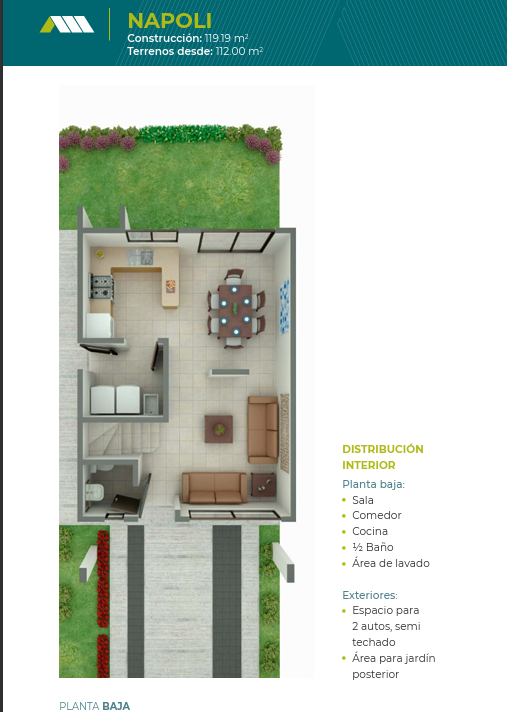 NAPOLI
Construcción: 119.19 m²
Terrenos desde: 112.00 m²
DISTRIBUCIÓN
INTERIOR
Planta baja:
• Sala
• Comedor
• Cocina
• ½ Baño
• Área de lavado
Exteriores:
• Espacio para
2 autos, semi
techado
• Área para jardín
posterior
PLANTA BAJA